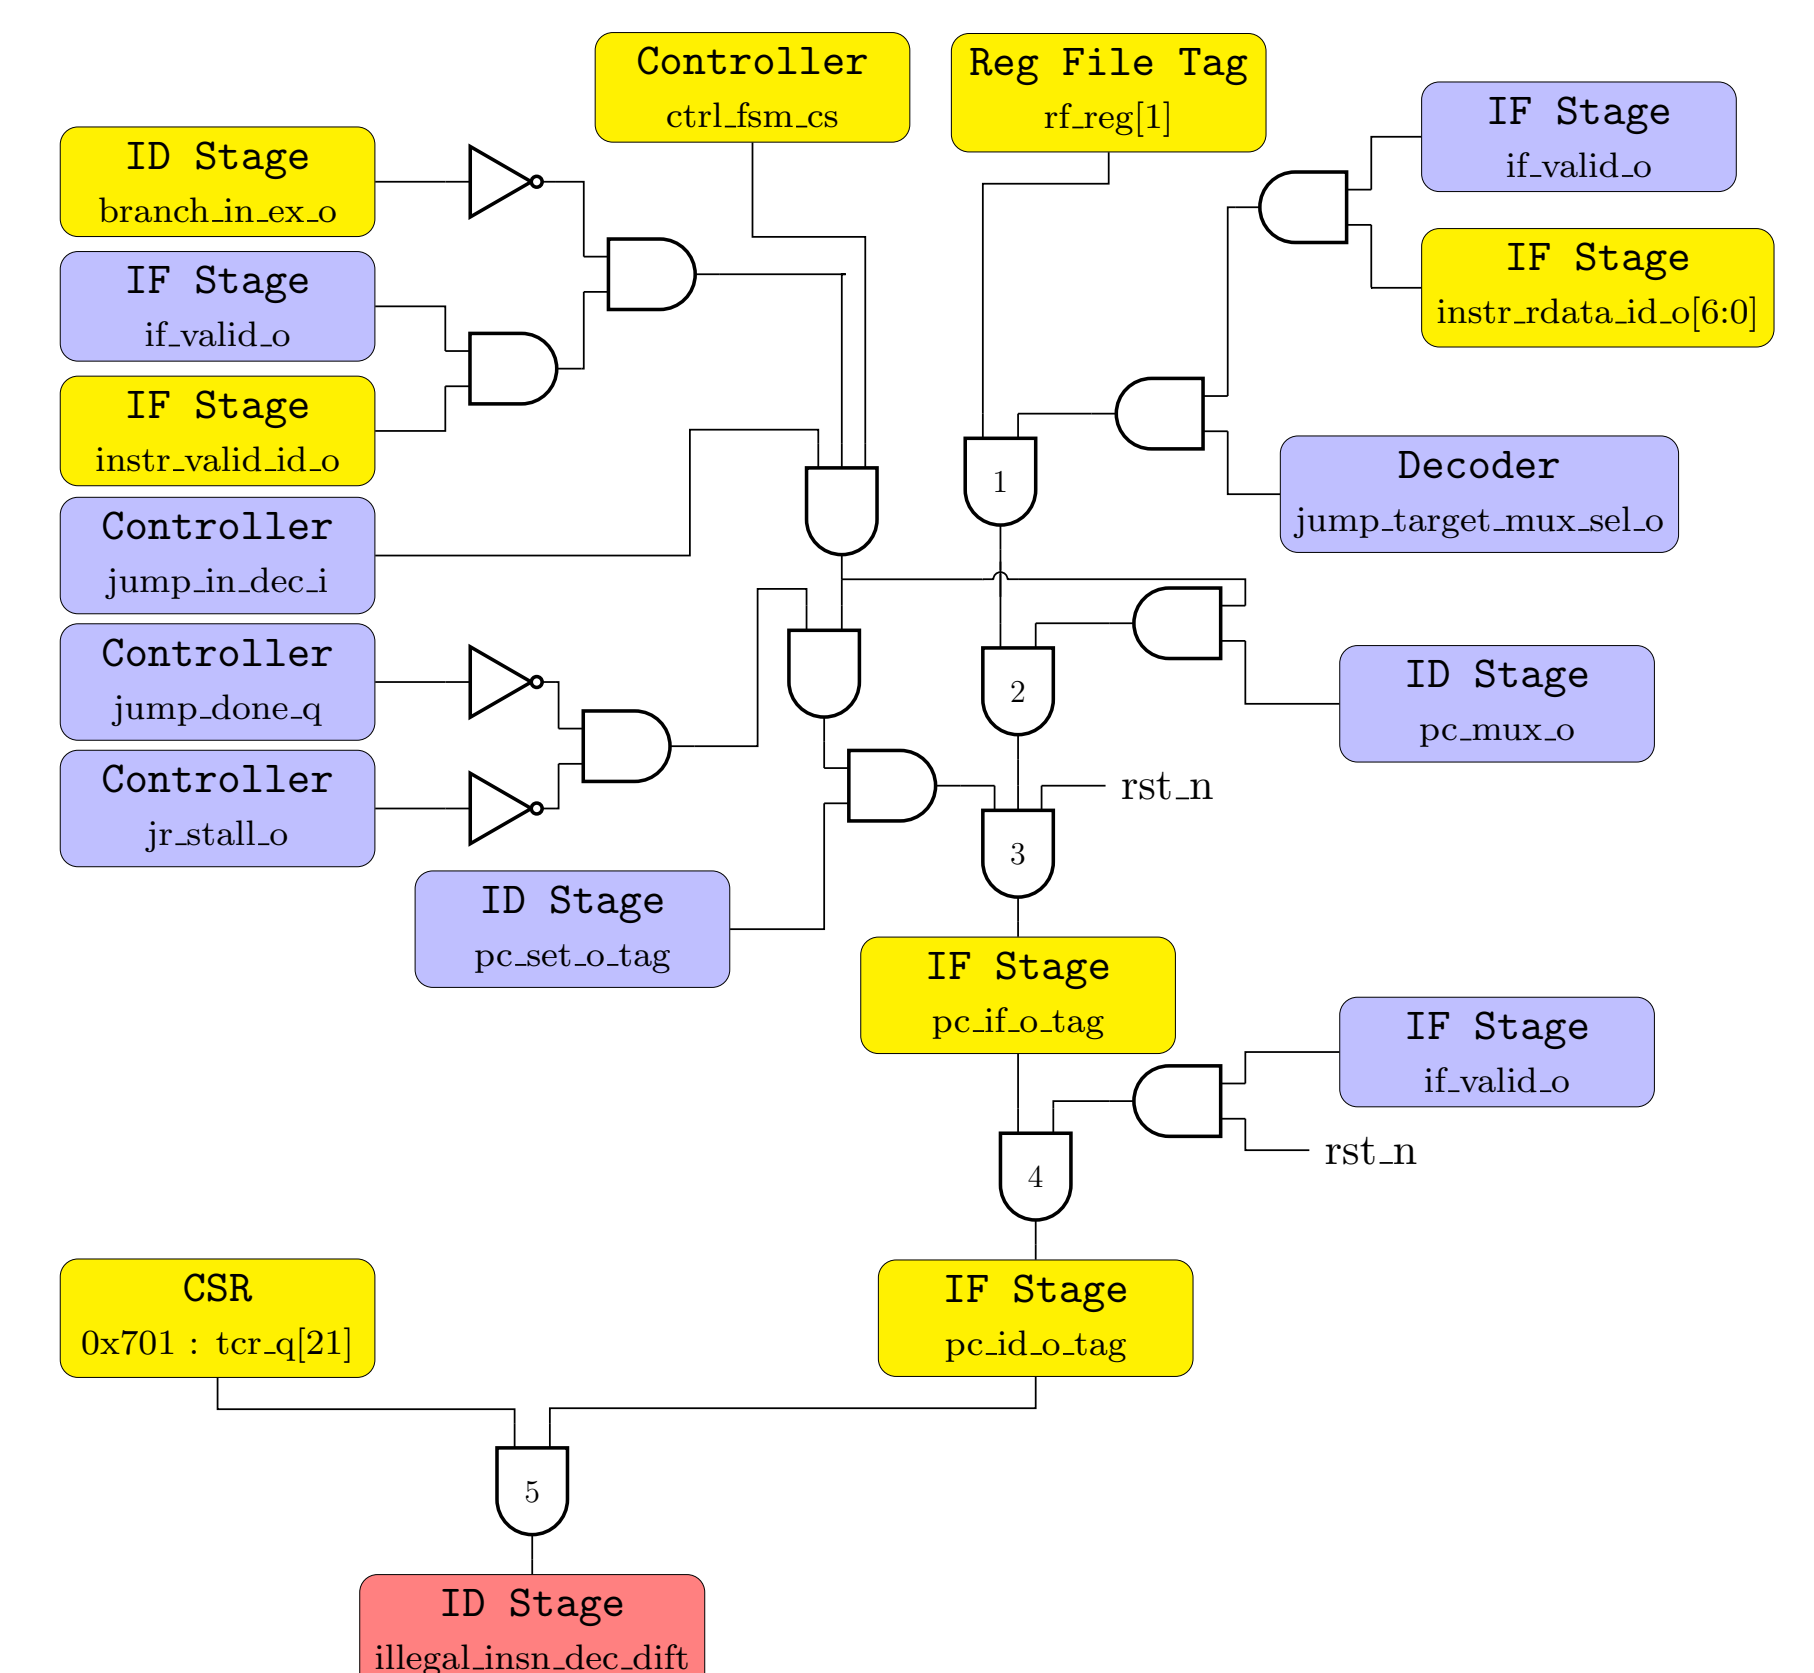 Controller
ctrl_fsm_cs
Reg File Tag
rf_reg[1]
IF Stage
if_valid_o
ID Stage
branch_in_ex_o
IF Stage
instr_rdata_id_o[6:0]
IF Stage
if_valid_o
IF Stage
instr_valid_id_o
Decoder
jump_target_mux_sel_o
1
Controller
jump_in_dec_i
Controller
jump_done_q
ID Stage
pc_mux_o
2
Controller
jr_stall_o
rst_n
3
ID Stage
pc_set_o_tag
IF Stage
pc_if_o_tag
IF Stage
if_valid_o
rst_n
4
CSR
0x701 : tcr_q[21]
IF Stage
pc_id_o_tag
5
ID Stage
illegal_insn_dec_dift